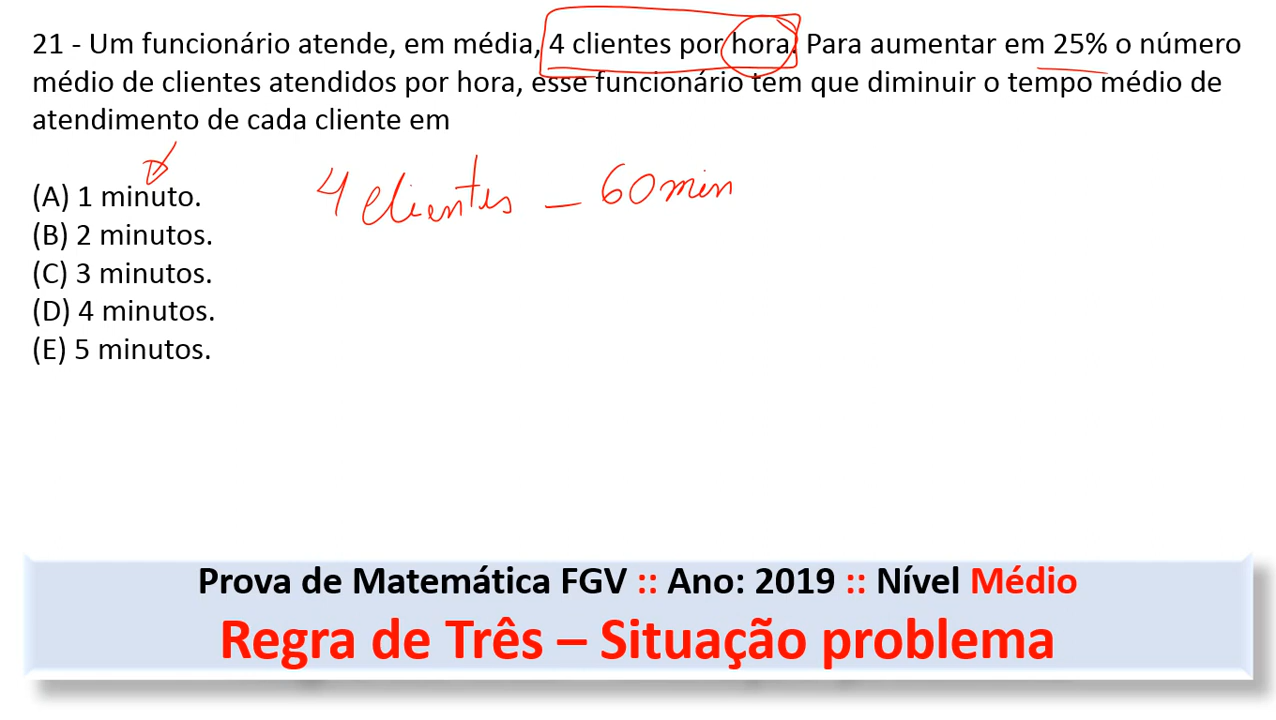 21 - Um funcionário atende, em média, 4 clientes por hora. Para aumentar em 25% o número
médio de clientes atendidos por hora, esse funcionário tem que diminuir o tempo médio de
atendimento de cada cliente em
(A) 1 minuto.
(B) 2 minutos.
(C) 3 minutos.
(D) 4 minutos.
(E) 5 minutos.
4 clientes - 60 min
Prova de Matemática FGV :: Ano: 2019 :: Nível Médio
Regra de Três – Situação problema